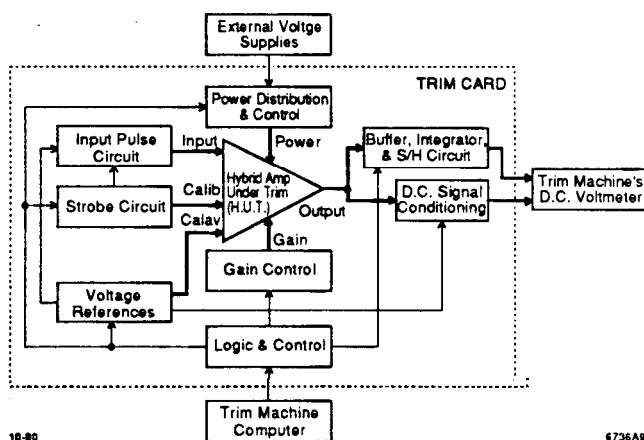 External Voltge
Supplies
TRIM CARD
Power Distribution
& Control
Input Pulse
Circuit
Input
Power
Buffer, Integrator,
& S/H Circuit
Hybrid Amp
Under Trim
(H.U.T.)
Calib
Strobe Circuit
Output
D.C. Signal
Conditioning
Trim Machine's
D.C. Voltmeter
Calav
Gain
Gain Control
Voltage
References
Logic & Control
Trim Machine
Computer
10-80